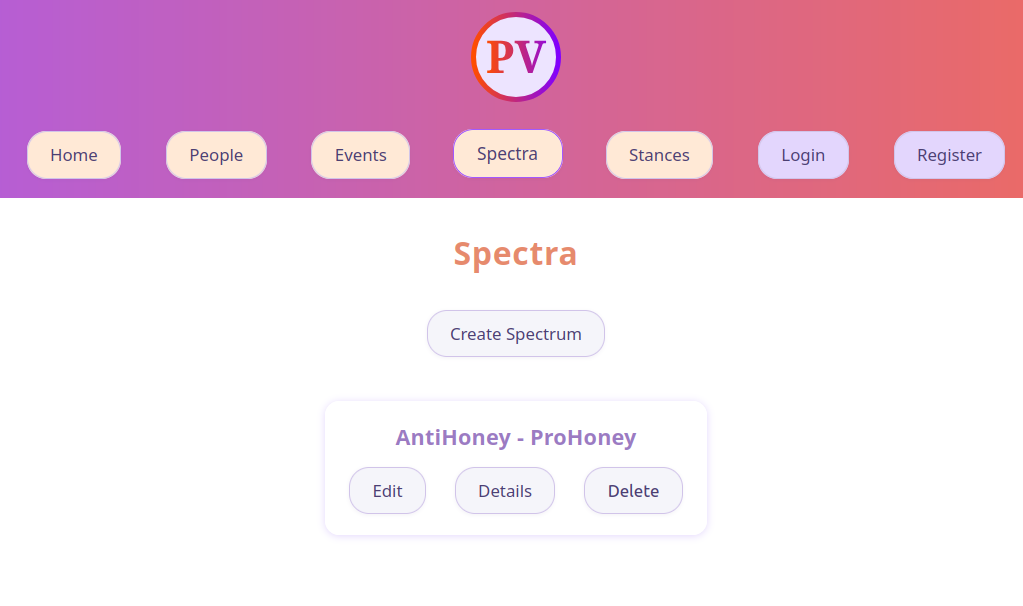 PV
Home People Events Spectra Stances Login Register
Spectra
Create Spectrum
AntiHoney - ProHoney
Edit Details Delete